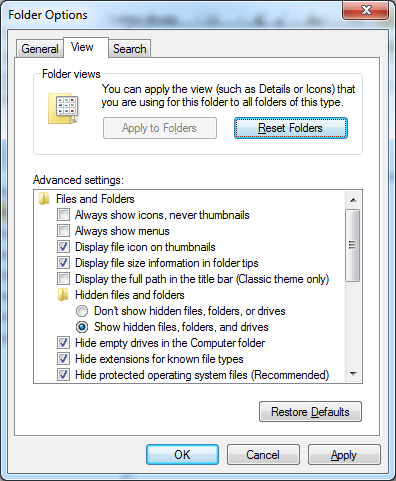 Folder Options
General
View
Search
Folder views
You can apply the view (such as Details or Icons) that
you are using for this folder to all folders of this type.
Apply to Folders
Reset Folders
Advanced settings:
Files and Folders
Always show icons, never thumbnails
Always show menus
Display file icon on thumbnails
Display file size information in folder tips
Display the full path in the title bar (Classic theme only)
Hidden files and folders
Don't show hidden files, folders, or drives
Show hidden files, folders, and drives
Hide empty drives in the Computer folder
Hide extensions for known file types
Hide protected operating system files (Recommended)
Restore Defaults
OK
Cancel
Apply